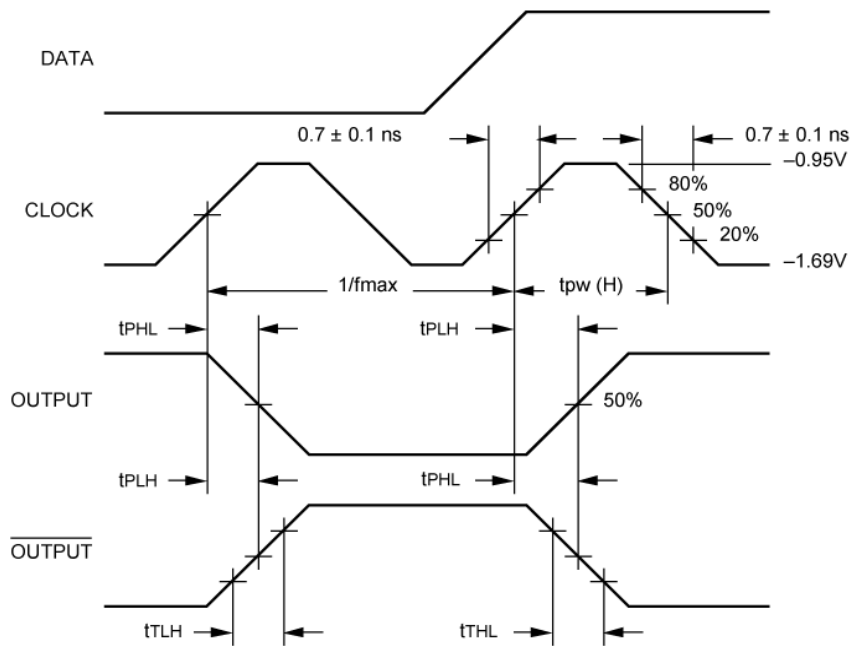 DATA
0.7 ± 0.1 ns
0.7 ± 0.1 ns
–0.95V
80%
CLOCK
50%
20%
–1.69V
1/fmax
tpw (H)
tPHL
tPLH
OUTPUT
50%
tPLH
tPHL
OUTPUT
tTLH
tTHL